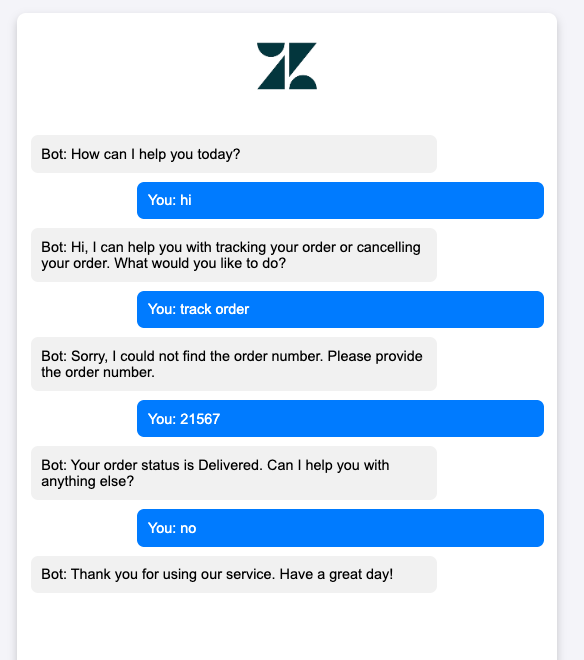 Bot: How can I help you today?
You: hi
Bot: Hi, I can help you with tracking your order or cancelling
your order. What would you like to do?
You: track order
Bot: Sorry, I could not find the order number. Please provide
the order number.
You: 21567
Bot: Your order status is Delivered. Can I help you with
anything else?
You: no
Bot: Thank you for using our service. Have a great day!